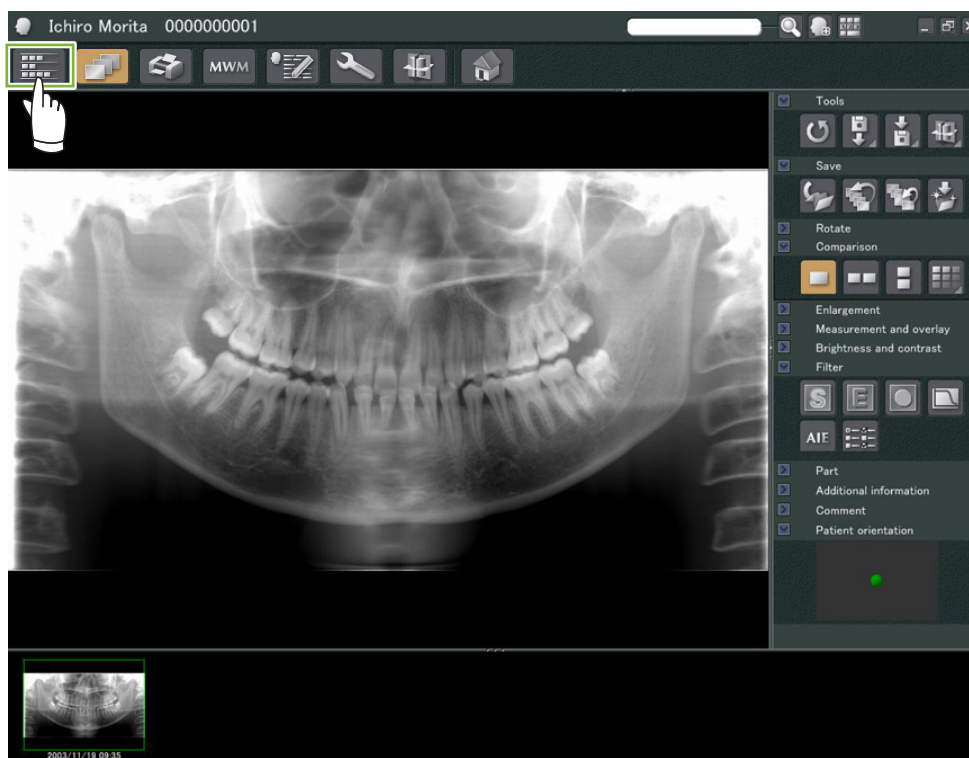 Ichiro Morita 0000000001
MWM
Tools
Save
Rotate
Comparison
Enlargement
Measurement and overlay
Brightness and contrast
Filter
S E
AIE
Part
Additional information
Comment
Patient orientation
2003/11/19 09:35